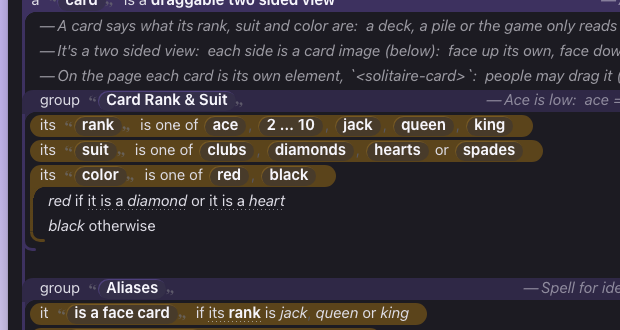 a “ card „ is a draggable two sided view
— A card says what its rank, suit and color are: a deck, a pile or the game only reads
— It's a two sided view: each side is a card image (below): face up its own, face dow
— On the page each card is its own element, `<solitaire-card>`: people may drag it (
group “ Card Rank & Suit „ — Ace is low: ace =
its “ rank „ is one of ace , 2 ... 10 , jack , queen , king
its “ suit „ is one of clubs , diamonds , hearts or spades
its “ color „ is one of red , black
red if it is a diamond or it is a heart
black otherwise
group “ Aliases „ — Spell for ide
it “ is a face card „ if its rank is jack, queen or king